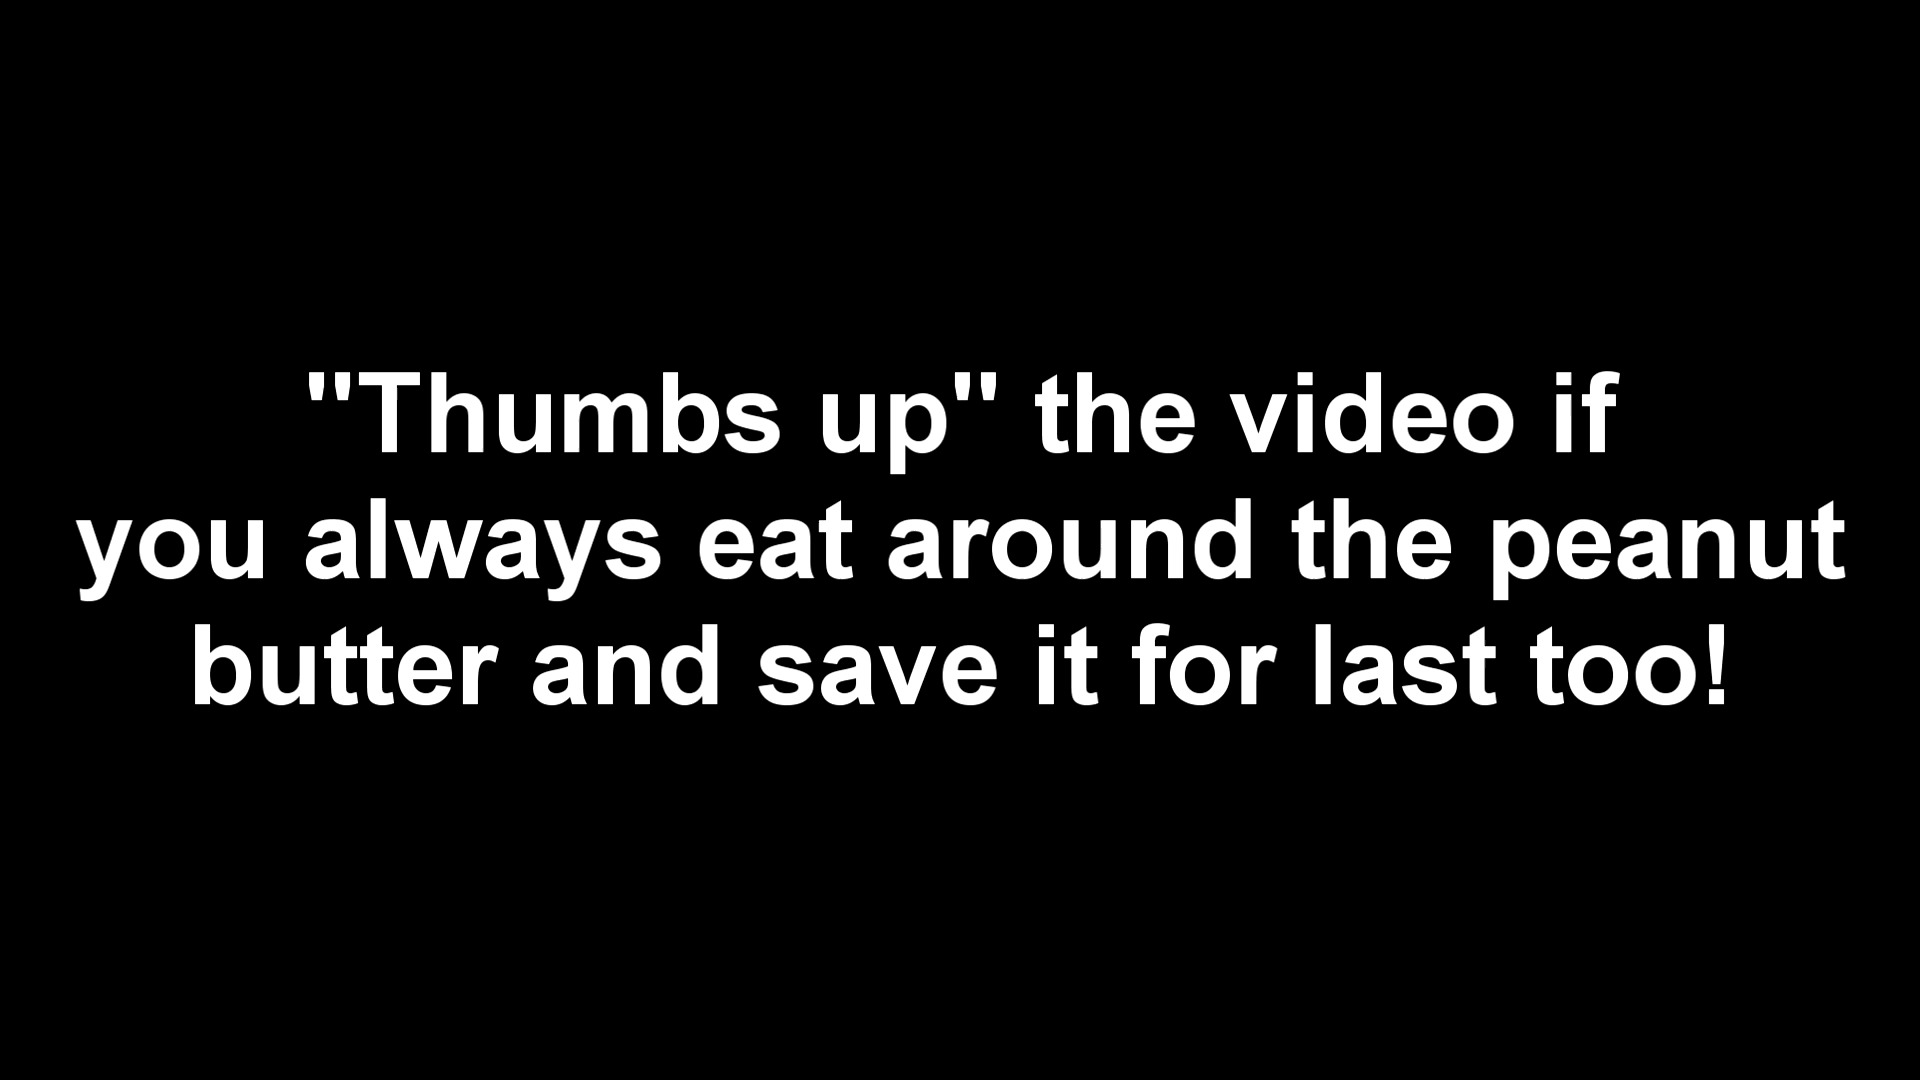 "Thumbs up" the video if
you always eat around the peanut
butter and save it for last too!